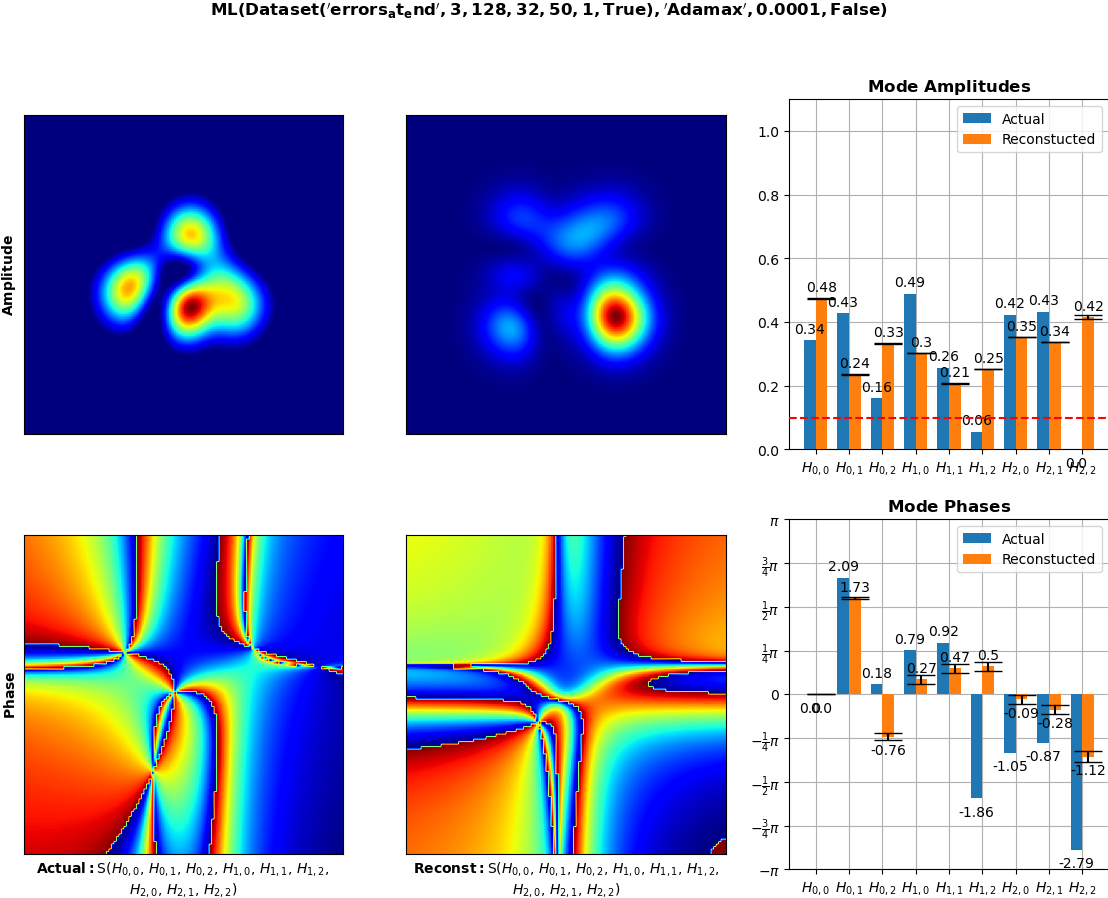 ML(Dataset('errors_at_end', 3, 128, 32, 50, 1, True), 'Adamax', 0.0001, False)
Amplitude
Mode Amplitudes
Actual
Reconstucted
1.0
0.8
0.6
0.4
0.2
0.0
0.34 0.43 0.16 0.49 0.26 0.06 0.42 0.43 0.0
0.48 0.24 0.33 0.3 0.21 0.25 0.35 0.34 0.42
H0,0 H0,1 H0,2 H1,0 H1,1 H1,2 H2,0 H2,1 H2,2
Phase
Actual: S(H0,0, H0,1, H0,2, H1,0, H1,1, H1,2,
H2,0, H2,1, H2,2)
Reconst: S(H0,0, H0,1, H0,2, H1,0, H1,1, H1,2,
H2,0, H2,1, H2,2)
Mode Phases
Actual
Reconstucted
π
3/4π
1/2π
1/4π
0
−1/4π
−1/2π
−3/4π
−π
0.0 2.09 0.18 0.79 0.92 -1.86 -1.05 -0.87 -2.79
0.0 1.73 -0.76 0.27 0.47 0.5 -0.09 -0.28 -1.12
H0,0 H0,1 H0,2 H1,0 H1,1 H1,2 H2,0 H2,1 H2,2